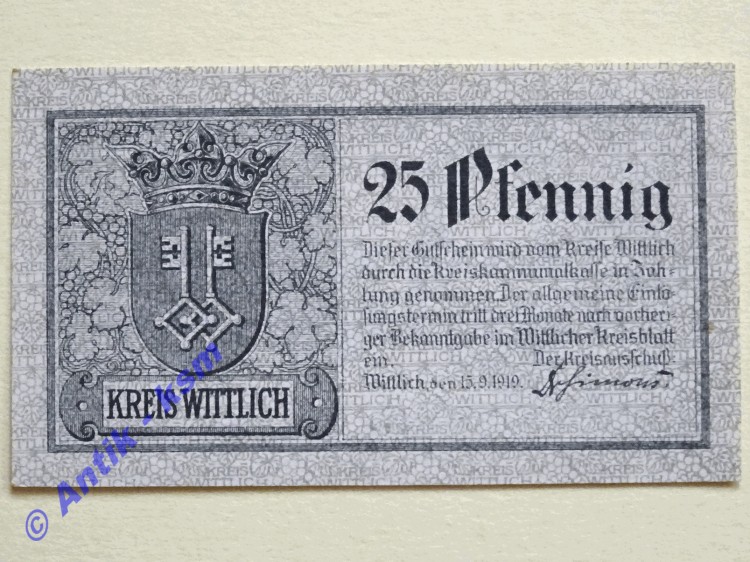 25 Pfennig
Dieser Gutschein wird vom Kreise Wittlich
durch die Kreiskommunalkasse in Zah-
lung genommen. Der allgemeine Einlö-
sungstermin tritt drei Monate nach vorheri-
ger Bekanntgabe im Wittlicher Kreisblatt
ein. Der Kreisausschuß:
Wittlich, den 15.9.1919. Simons.
KREIS WITTLICH
© Antik - ksm